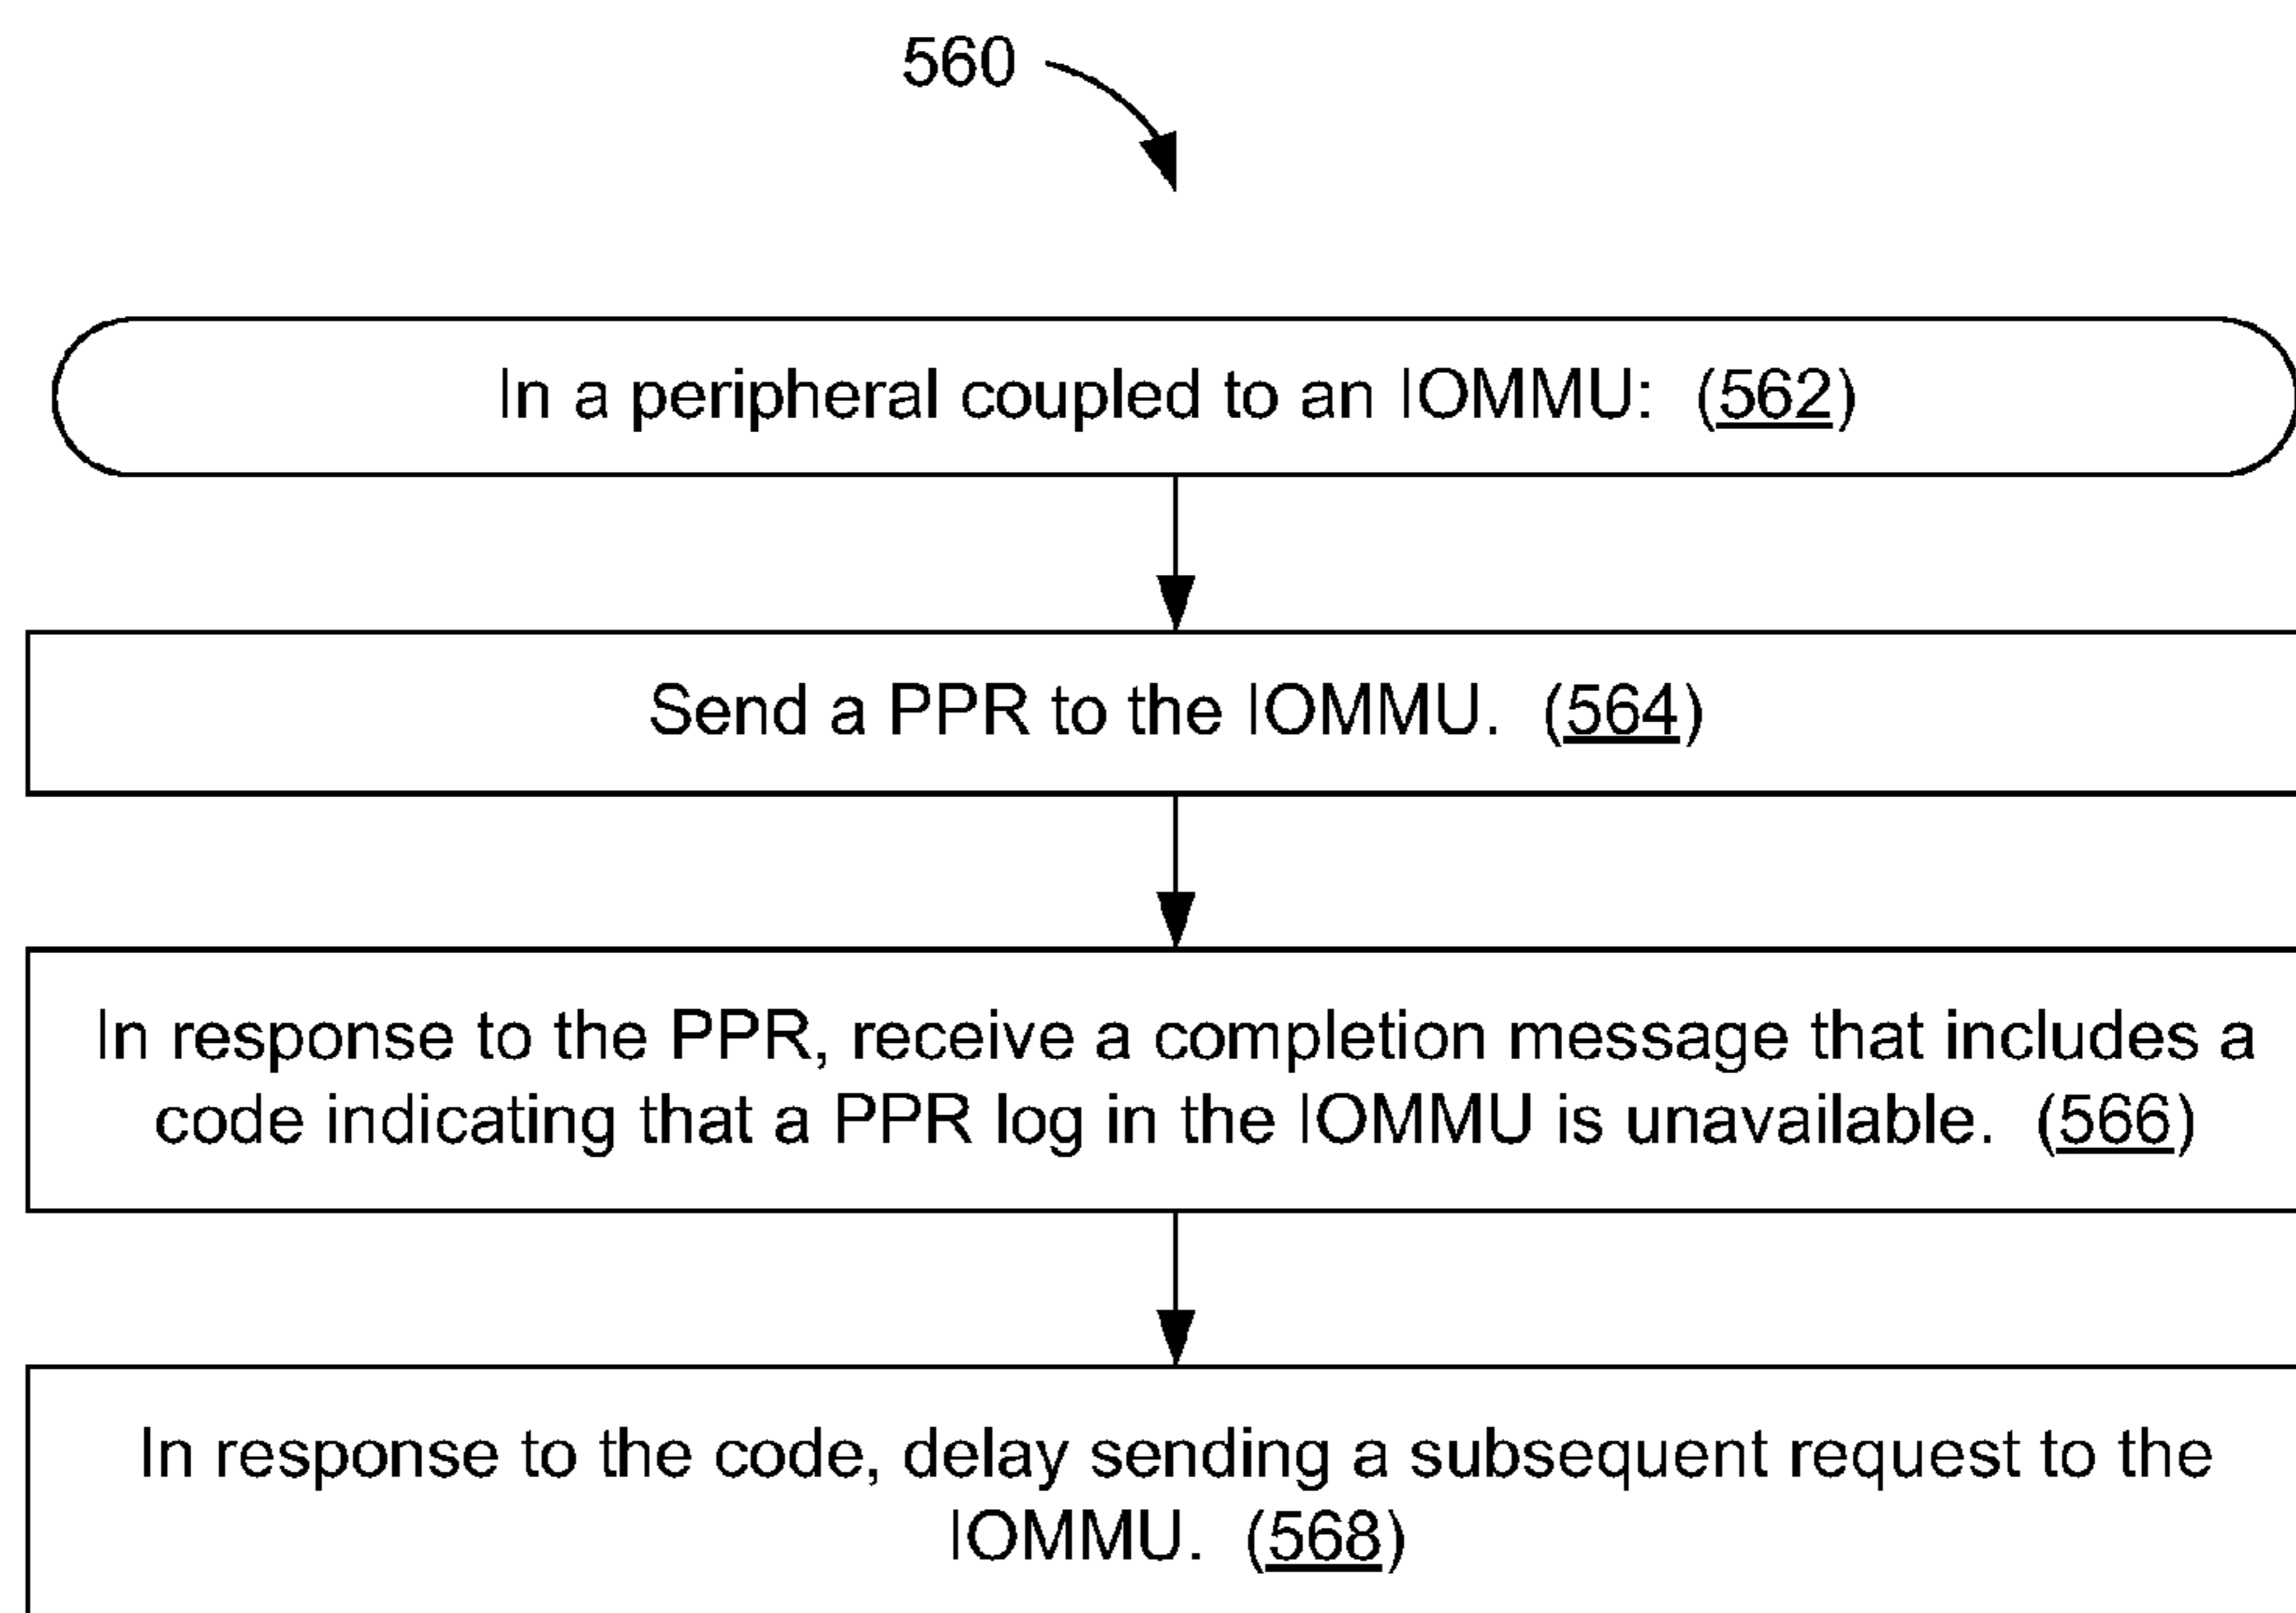 560
In a peripheral coupled to an IOMMU: (562)
Send a PPR to the IOMMU. (564)
In response to the PPR, receive a completion message that includes a
code indicating that a PPR log in the IOMMU is unavailable. (566)
In response to the code, delay sending a subsequent request to the
IOMMU. (568)